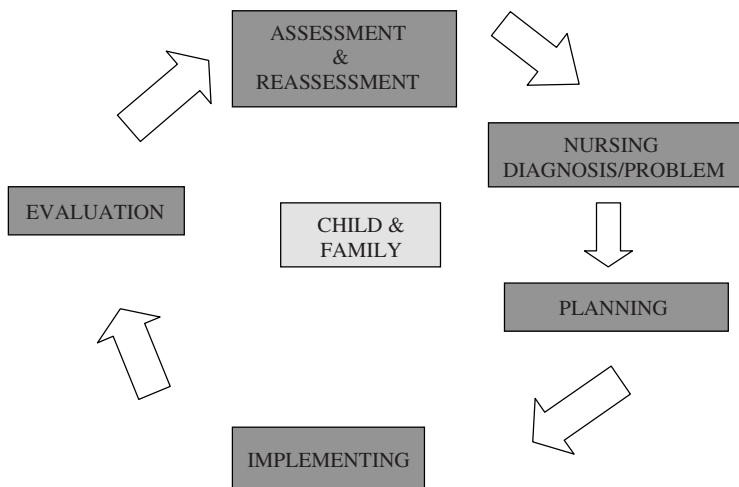 ASSESSMENT
&
REASSESSMENT
NURSING
DIAGNOSIS/PROBLEM
EVALUATION
CHILD &
FAMILY
PLANNING
IMPLEMENTING